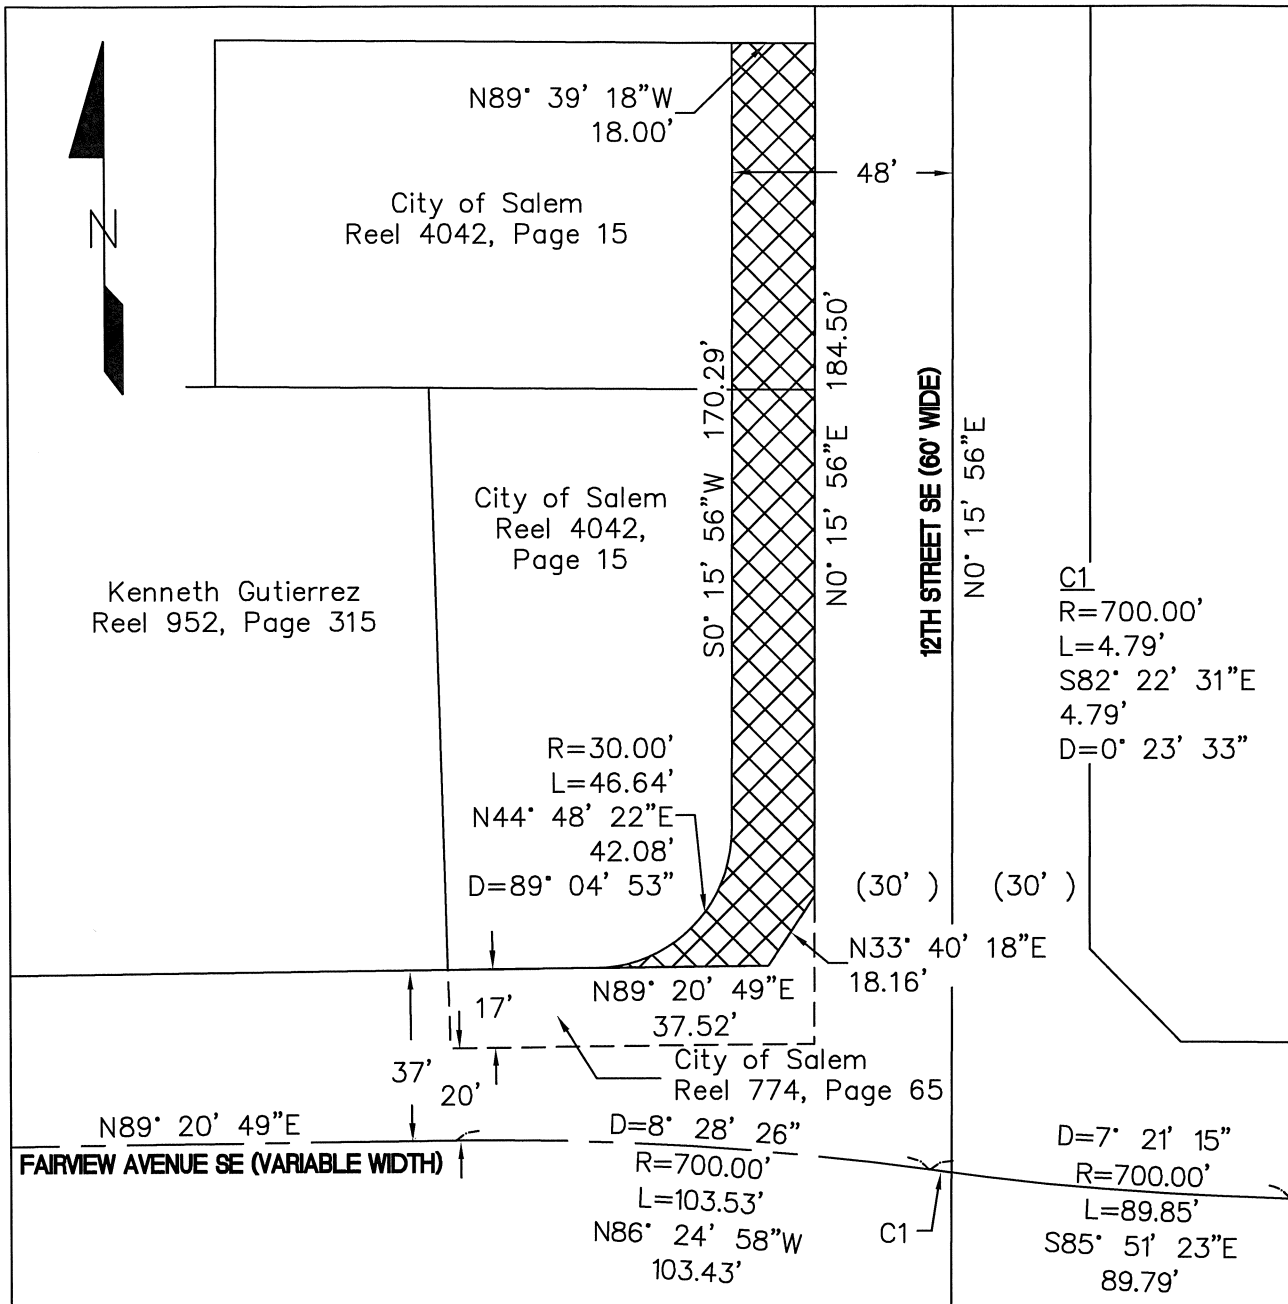 N89° 39' 18"W
18.00'
48'
City of Salem
Reel 4042, Page 15
N
S0° 15' 56"W 170.29'
N0° 15' 56"E 184.50'
12TH STREET SE (60' WIDE)
N0° 15' 56"E
City of Salem
Reel 4042,
Page 15
Kenneth Gutierrez
Reel 952, Page 315
C1
R=700.00'
L=4.79'
S82° 22' 31"E
4.79'
D=0° 23' 33"
R=30.00'
L=46.64'
N44° 48' 22"E
42.08'
D=89° 04' 53"
(30' )
(30' )
N33° 40' 18"E
18.16'
N89° 20' 49"E
37.52'
17'
37'
20'
City of Salem
Reel 774, Page 65
N89° 20' 49"E
FAIRVIEW AVENUE SE (VARIABLE WIDTH)
D=8° 28' 26"
R=700.00'
L=103.53'
N86° 24' 58"W
103.43'
C1
D=7° 21' 15"
R=700.00'
L=89.85'
S85° 51' 23"E
89.79'